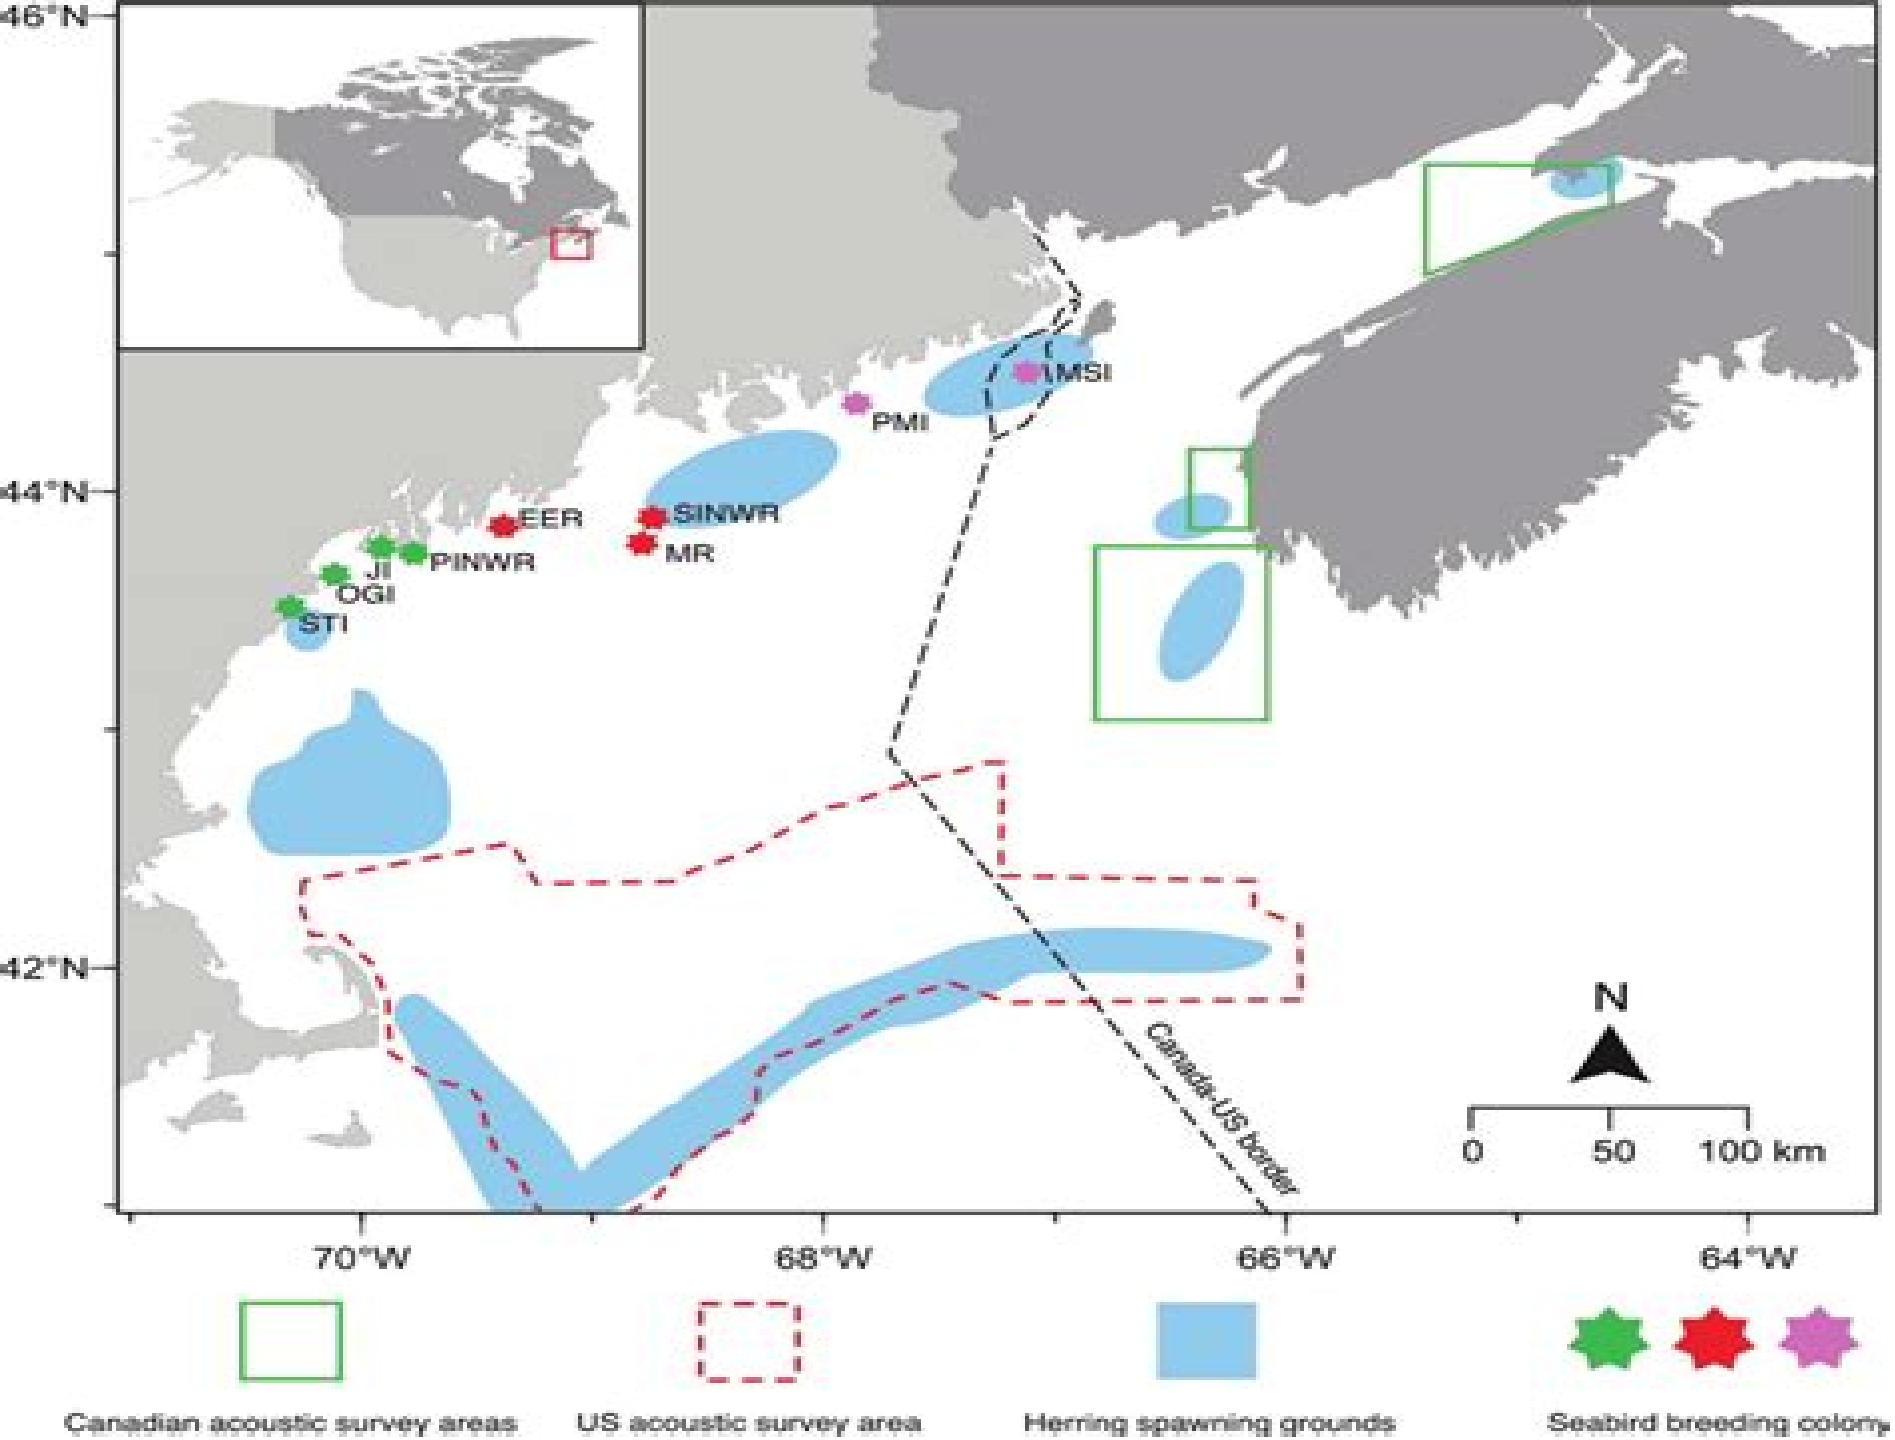 46°N
MSI
PMI
44°N
EER
SINWR
MR
PINWR
JI
OGI
STI
42°N
N
Canada-US border
0 50 100 km
70°W 68°W 66°W 64°W
Canadian acoustic survey areas US acoustic survey area Herring spawning grounds Seabird breeding colony